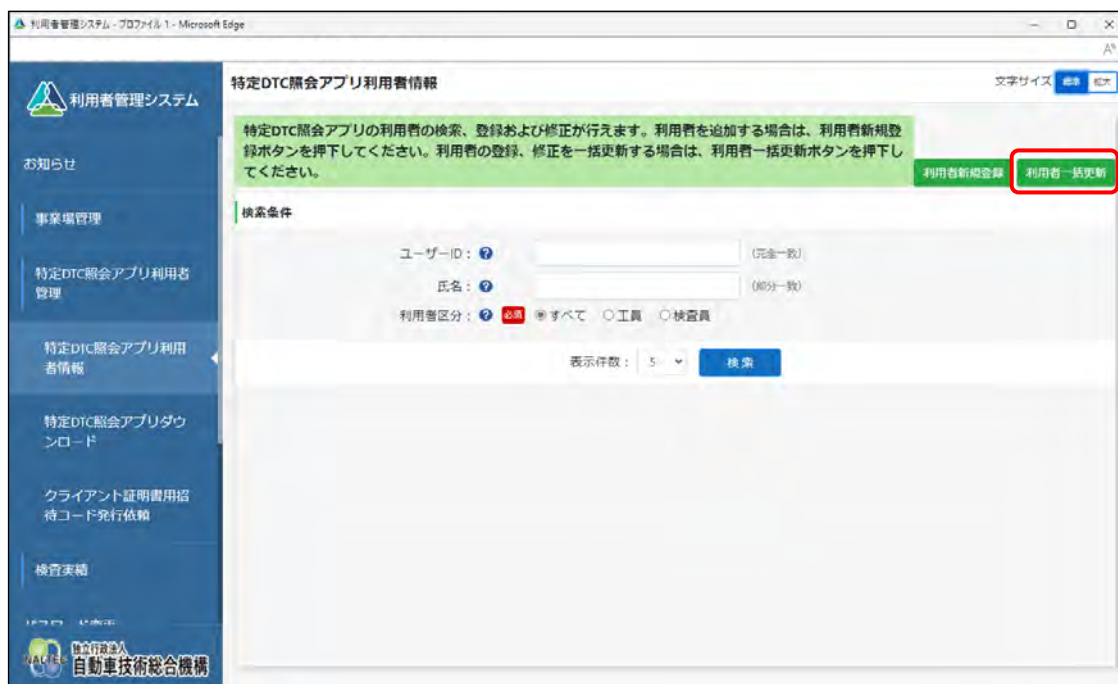 利用者管理システム - プロファイル 1 - Microsoft Edge
利用者管理システム
特定DTC照会アプリ利用者情報
文字サイズ 標準 拡大
特定DTC照会アプリの利用者の検索、登録および修正が行えます。利用者を追加する場合は、利用者新規登
録ボタンを押下してください。利用者の登録、修正を一括更新する場合は、利用者一括更新ボタンを押下し
てください。
利用者新規登録 利用者一括更新
お知らせ
事業場管理
特定DTC照会アプリ利用者
管理
特定DTC照会アプリ利用
者情報
特定DTC照会アプリダウ
ンロード
クライアント証明書用招
待コード発行依頼
検査実績
検索条件
ユーザーID : ? (完全一致)
氏名 : ? (部分一致)
利用者区分 : ? 必須 すべて 工員 検査員
表示件数 : 5 検索
NALTEC
独立行政法人
自動車技術総合機構